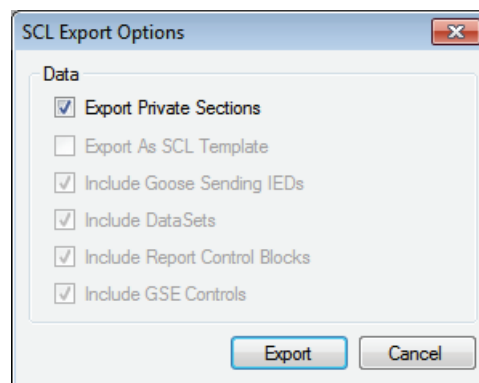 SCL Export Options
Data
Export Private Sections
Export As SCL Template
Include Goose Sending IEDs
Include DataSets
Include Report Control Blocks
Include GSE Controls
Export Cancel